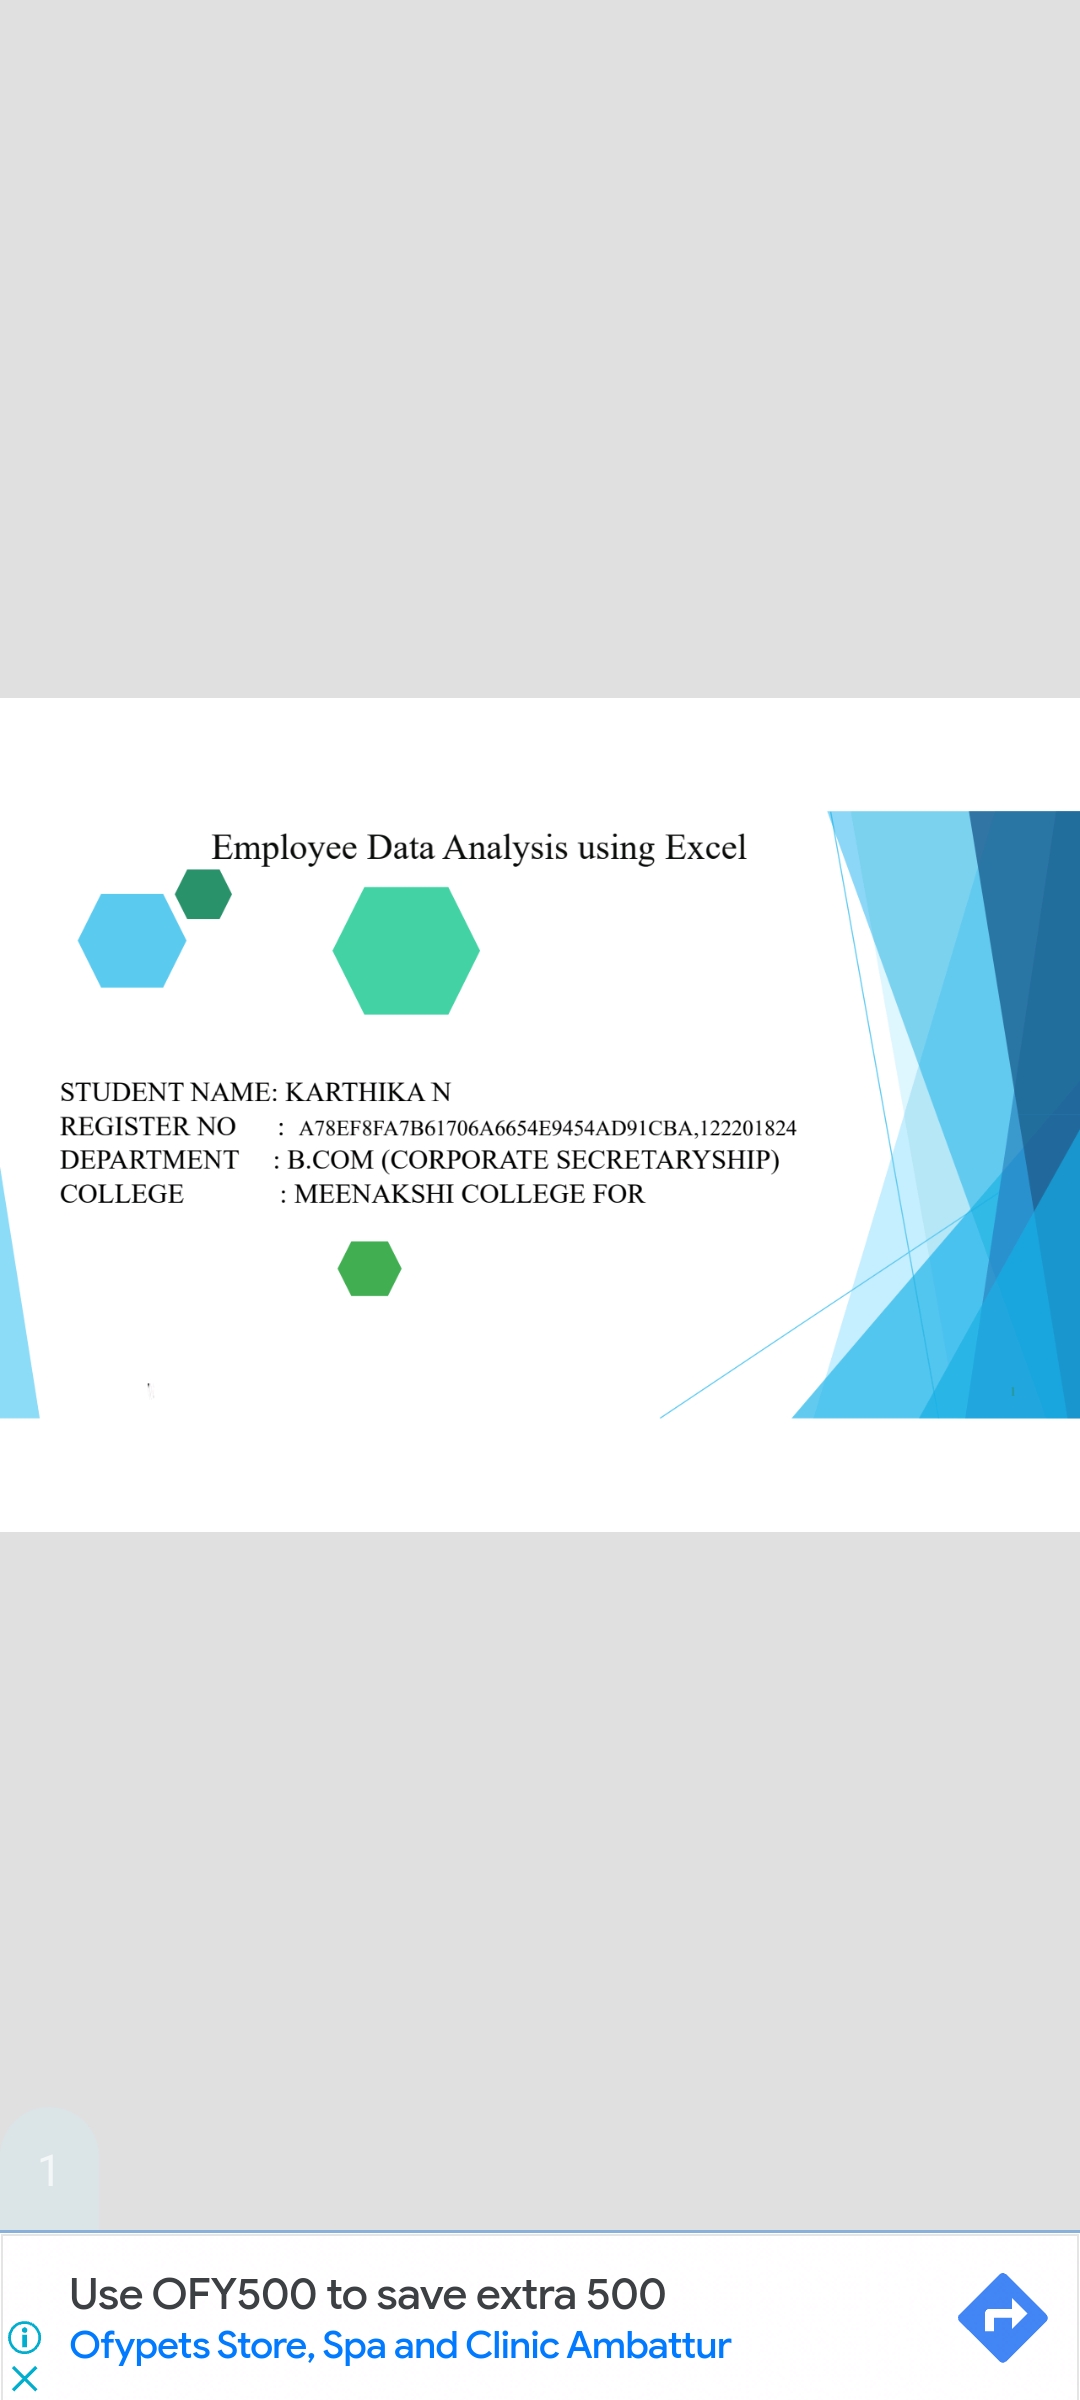 Employee Data Analysis using Excel
STUDENT NAME: KARTHIKA N
REGISTER NO : A78EF8FA7B61706A6654E9454AD91CBA,122201824
DEPARTMENT : B.COM (CORPORATE SECRETARYSHIP)
COLLEGE : MEENAKSHI COLLEGE FOR
1
1
Use OFY500 to save extra 500
Ofypets Store, Spa and Clinic Ambattur